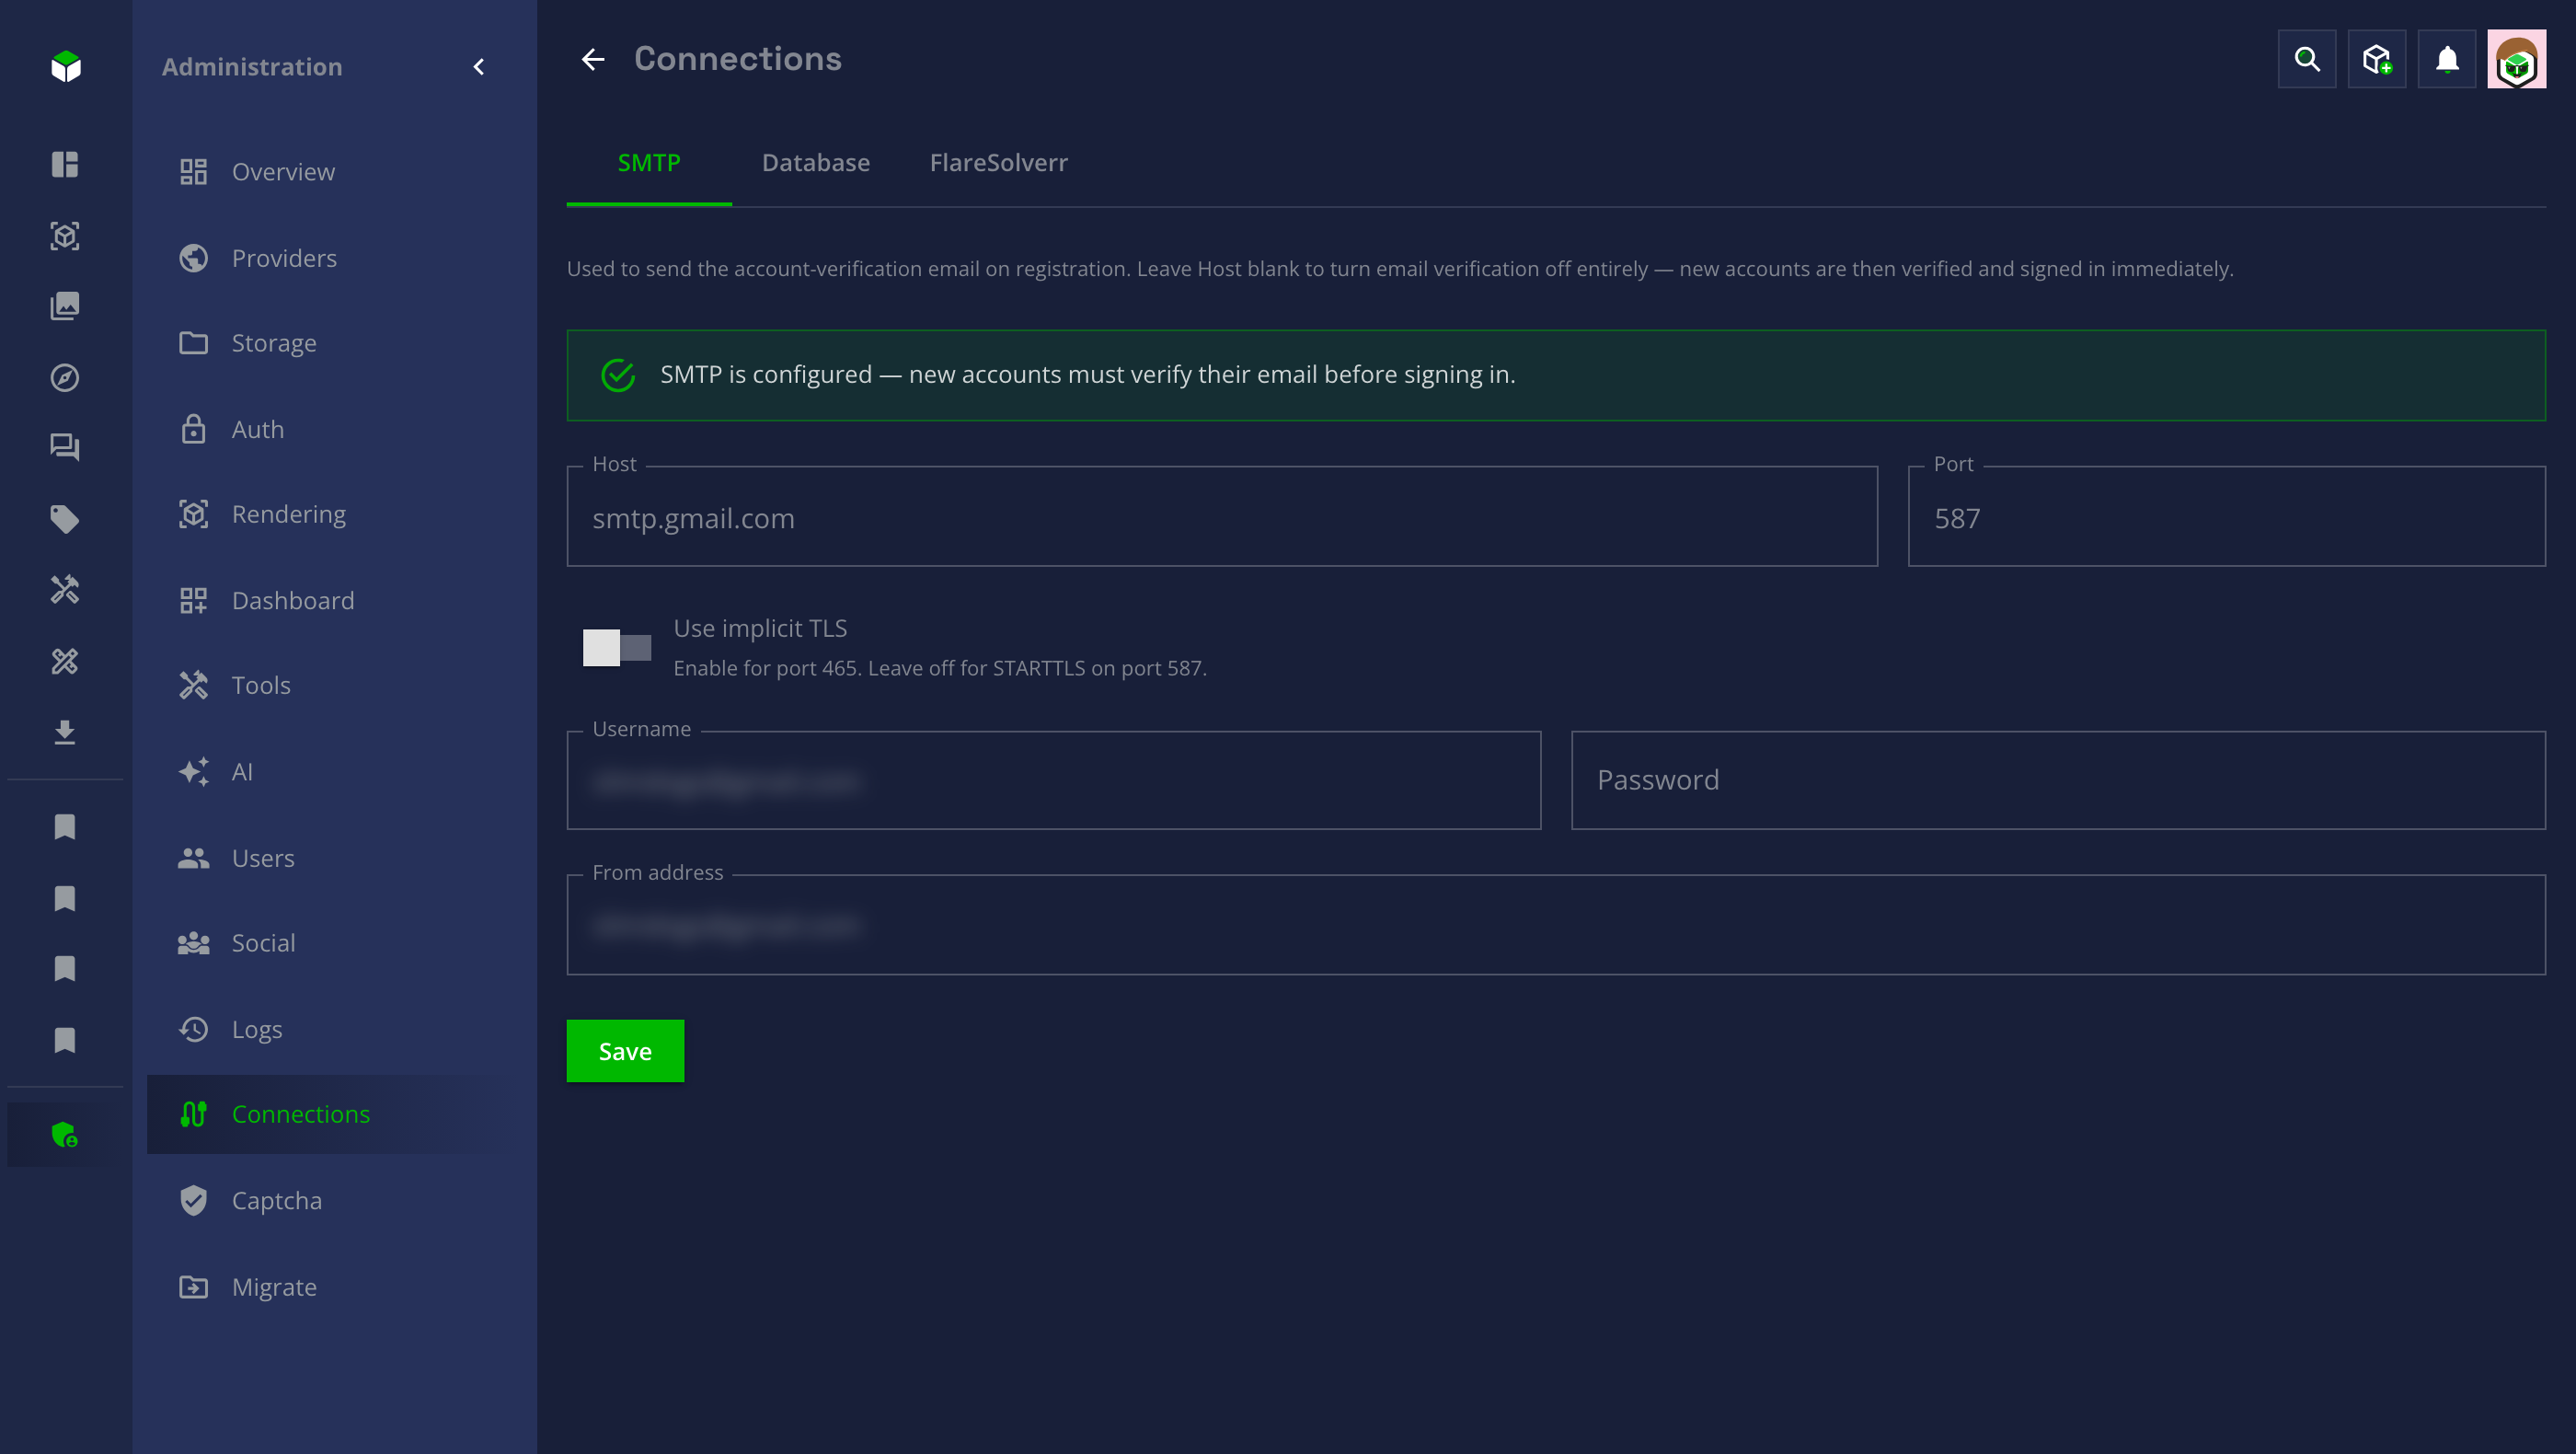 Administration
Overview
Providers
Storage
Auth
Rendering
Dashboard
Tools
AI
Users
Social
Logs
Connections
Captcha
Migrate
Connections
SMTP Database FlareSolverr
Used to send the account-verification email on registration. Leave Host blank to turn email verification off entirely — new accounts are then verified and signed in immediately.
SMTP is configured — new accounts must verify their email before signing in.
Host Port
smtp.gmail.com 587
Use implicit TLS
Enable for port 465. Leave off for STARTTLS on port 587.
Username
Password
From address
Save